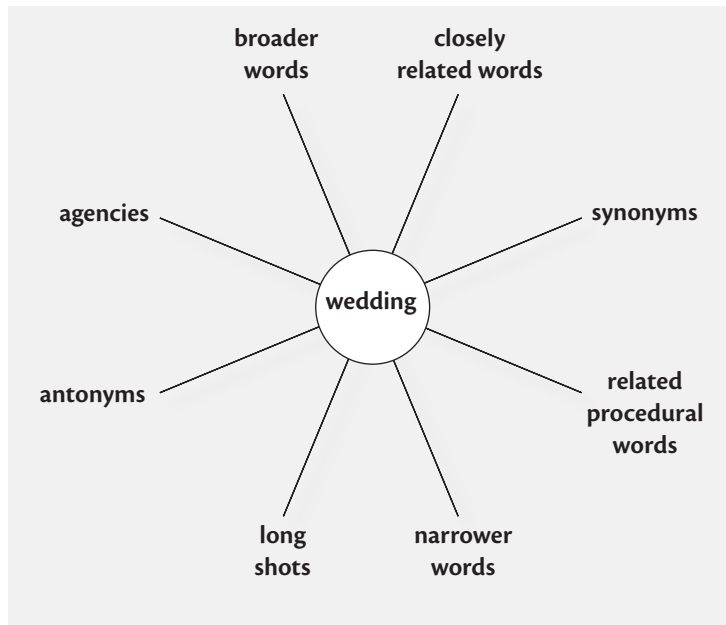 broader
words
closely
related words
agencies
synonyms
wedding
antonyms
related
procedural
words
long
shots
narrower
words